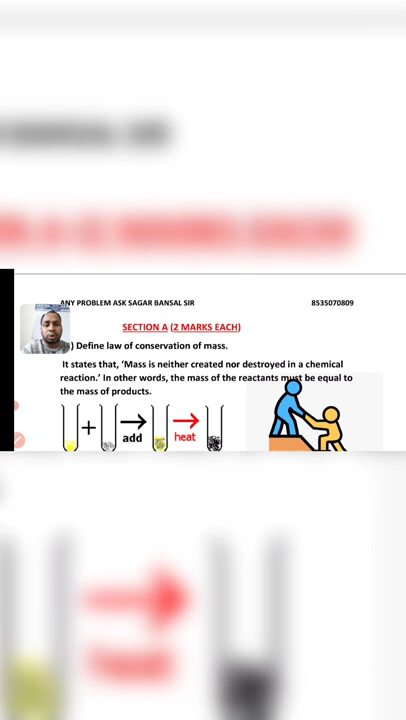 ANY PROBLEM ASK SAGAR BANSAL SIR 8535070809
SECTION A (2 MARKS EACH)
) Define law of conservation of mass.
It states that, ‘Mass is neither created nor destroyed in a chemical
reaction.’ In other words, the mass of the reactants must be equal to
the mass of products.
+ add heat